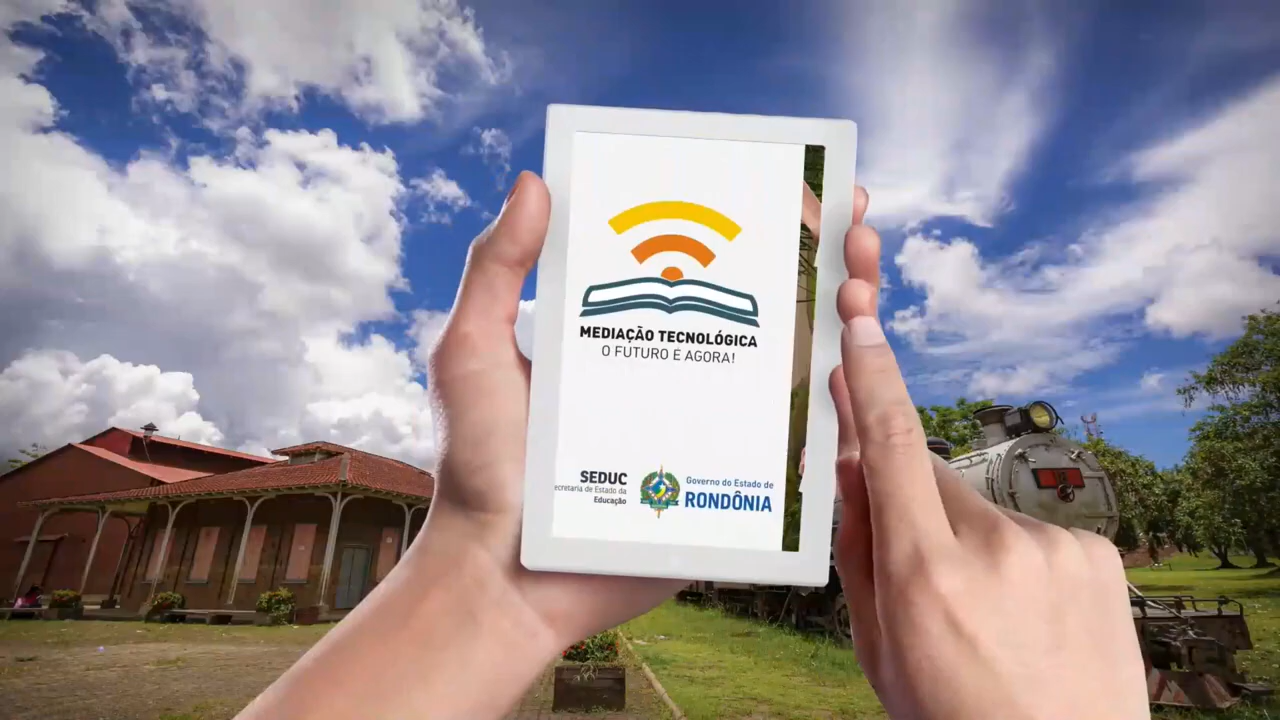 MEDIAÇÃO TECNOLÓGICA
O FUTURO É AGORA!
SEDUC
ecretaria de Estado da
Educação
Governo do Estado de
RONDÔNIA